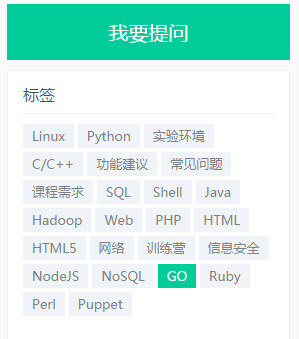 我要提问
标签
Linux Python 实验环境
C/C++ 功能建议 常见问题
课程需求 SQL Shell Java
Hadoop Web PHP HTML
HTML5 网络 训练营 信息安全
NodeJS NoSQL GO Ruby
Perl Puppet